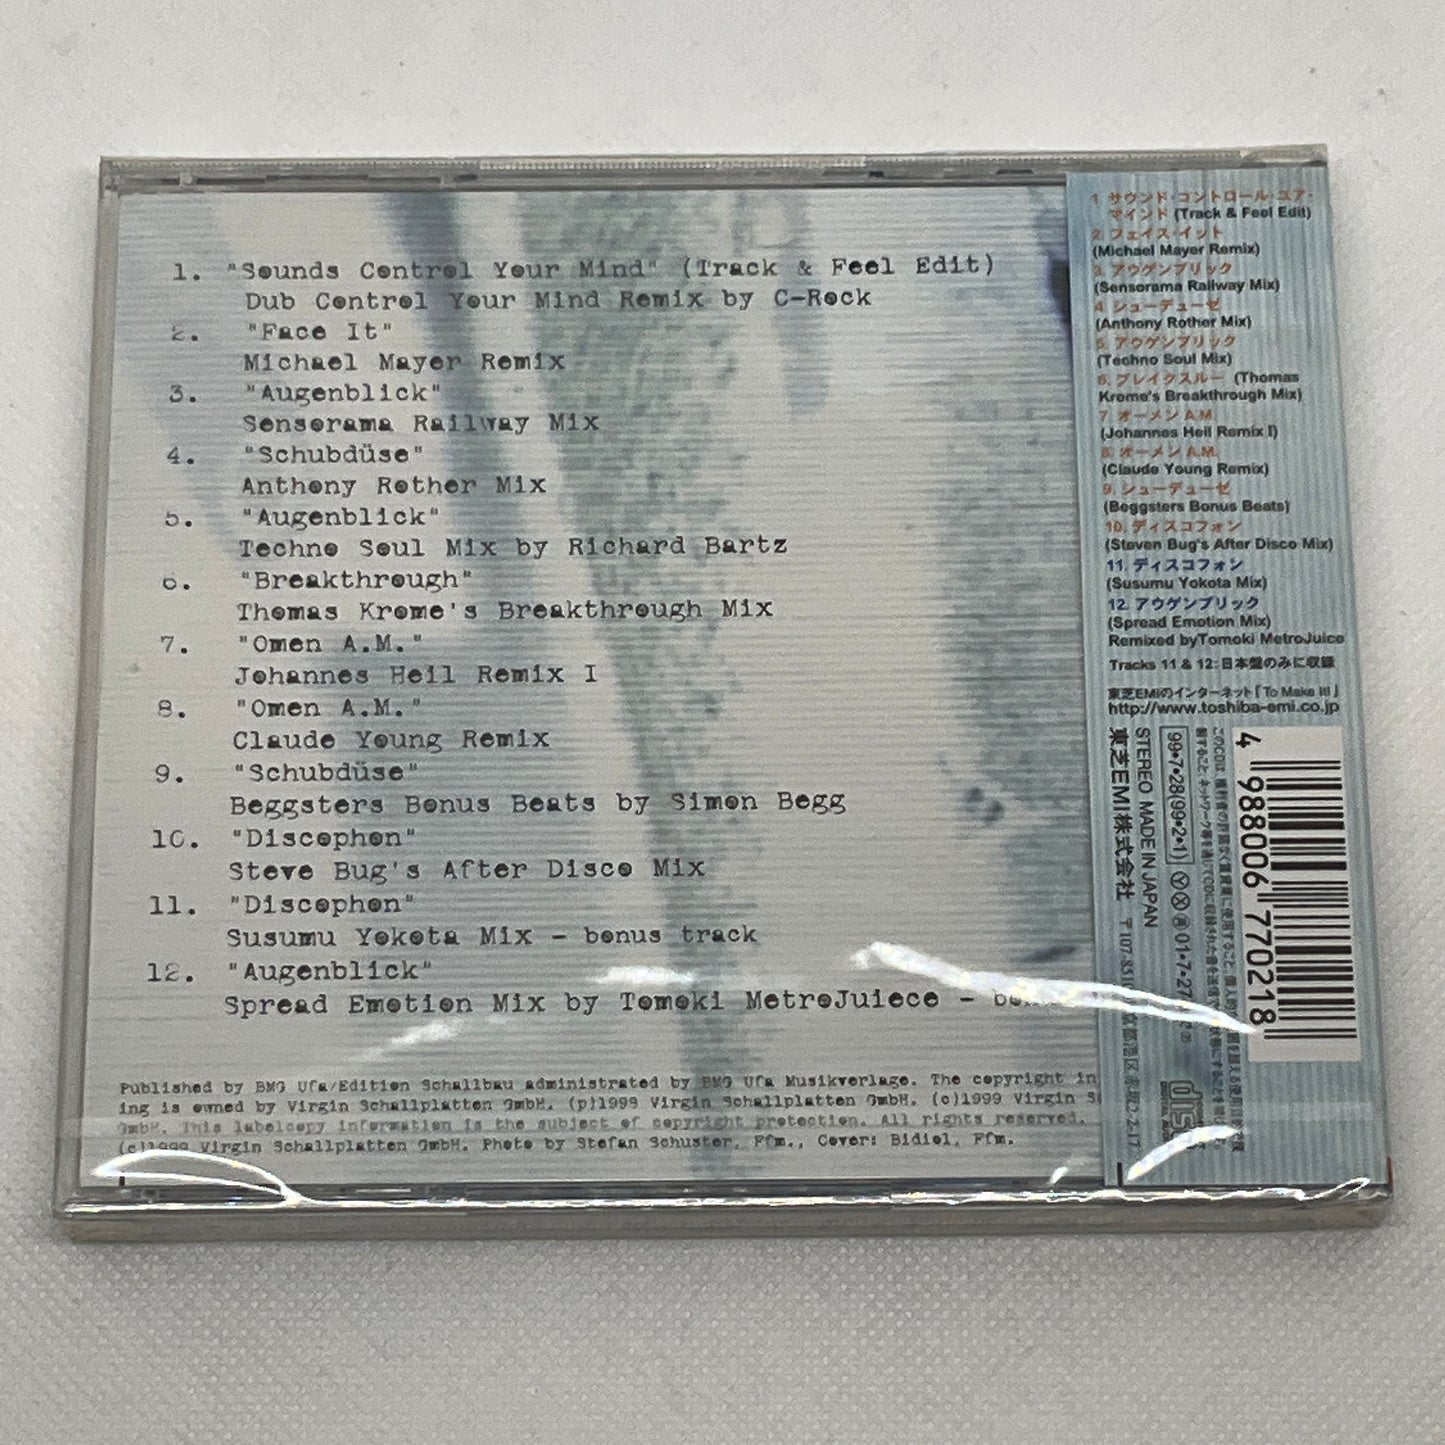 1. "Sounds Control Your Mind" (Track & Feel Edit)
Dub Control Your Mind Remix by C-Rock
2. "Face It"
Michael Mayer Remix
3. "Augenblick"
Sensorama Railway Mix
4. "Schubdüse"
Anthony Rother Mix
5. "Augenblick"
Techno Soul Mix by Richard Bartz
6. "Breakthrough"
Thomas Krome's Breakthrough Mix
7. "Omen A.M."
Johannes Heil Remix I
8. "Omen A.M."
Claude Young Remix
9. "Schubdüse"
Beggsters Bonus Beats by Simon Begg
10. "Discophon"
Steve Bug's After Disco Mix
11. "Discophon"
Susumu Yokota Mix - bonus track
12. "Augenblick"
Spread Emotion Mix by Tomoki MetroJuiece -
Published by BMG Ufa/Edition Schallbau administrated by BMG Ufa Musikverlage. The copyright in
ing is owned by Virgin Schallplatten GmbH. (p)1999 Virgin Schallplatten GmbH. (c)1999 Virgin
GmbH. This labelcopy information is the subject of copyright protection. All rights reserved.
(c)1999 Virgin Schallplatten GmbH. Photo by Stefan Schuster, Ffm., Cover: Bidiol, Ffm.
1. サウンド・コントロール・ユア・
マインド (Track & Feel Edit)
2. フェイス・イット
(Michael Mayer Remix)
3. アウゲンブリック
(Sensorama Railway Mix)
4. シューデューゼ
(Anthony Rother Mix)
5. アウゲンブリック
(Techno Soul Mix)
6. ブレイクスルー (Thomas
Krome's Breakthrough Mix)
7. オーメン A.M.
(Johannes Heil Remix I)
8. オーメン A.M.
(Claude Young Remix)
9. シューデューゼ
(Beggsters Bonus Beats)
10. ディスコフォン
(Steven Bug's After Disco Mix)
11. ディスコフォン
(Susumu Yokota Mix)
12. アウゲンブリック
(Spread Emotion Mix)
Remixed byTomoki MetroJuice
Tracks 11 & 12: 日本盤のみに収録
東芝EMIのインターネット「To Make It!」
http://www.toshiba-emi.co.jp
4 988006 770218
99•7•28(99•2•1) 01•7•27
STEREO MADE IN JAPAN
東芝EMI株式会社